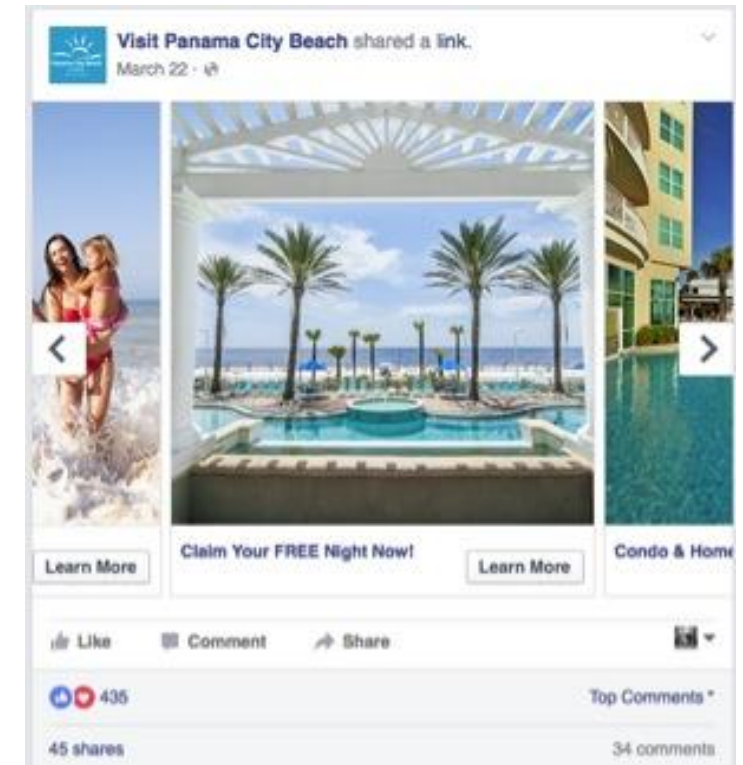 Visit Panama City Beach shared a link.
March 22 ·
Learn More
Claim Your FREE Night Now!
Learn More
Condo & Home
Like
Comment
Share
435
Top Comments
45 shares
34 comments